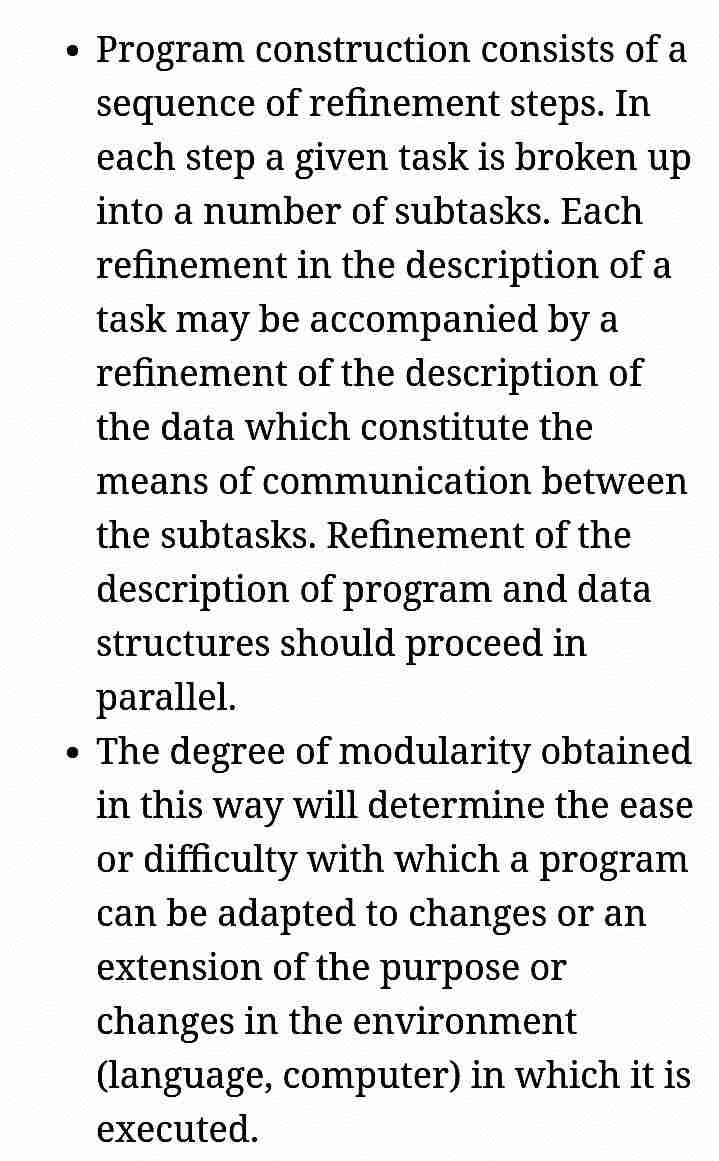 • Program construction consists of a
sequence of refinement steps. In
each step a given task is broken up
into a number of subtasks. Each
refinement in the description of a
task may be accompanied by a
refinement of the description of
the data which constitute the
means of communication between
the subtasks. Refinement of the
description of program and data
structures should proceed in
parallel.
• The degree of modularity obtained
in this way will determine the ease
or difficulty with which a program
can be adapted to changes or an
extension of the purpose or
changes in the environment
(language, computer) in which it is
executed.